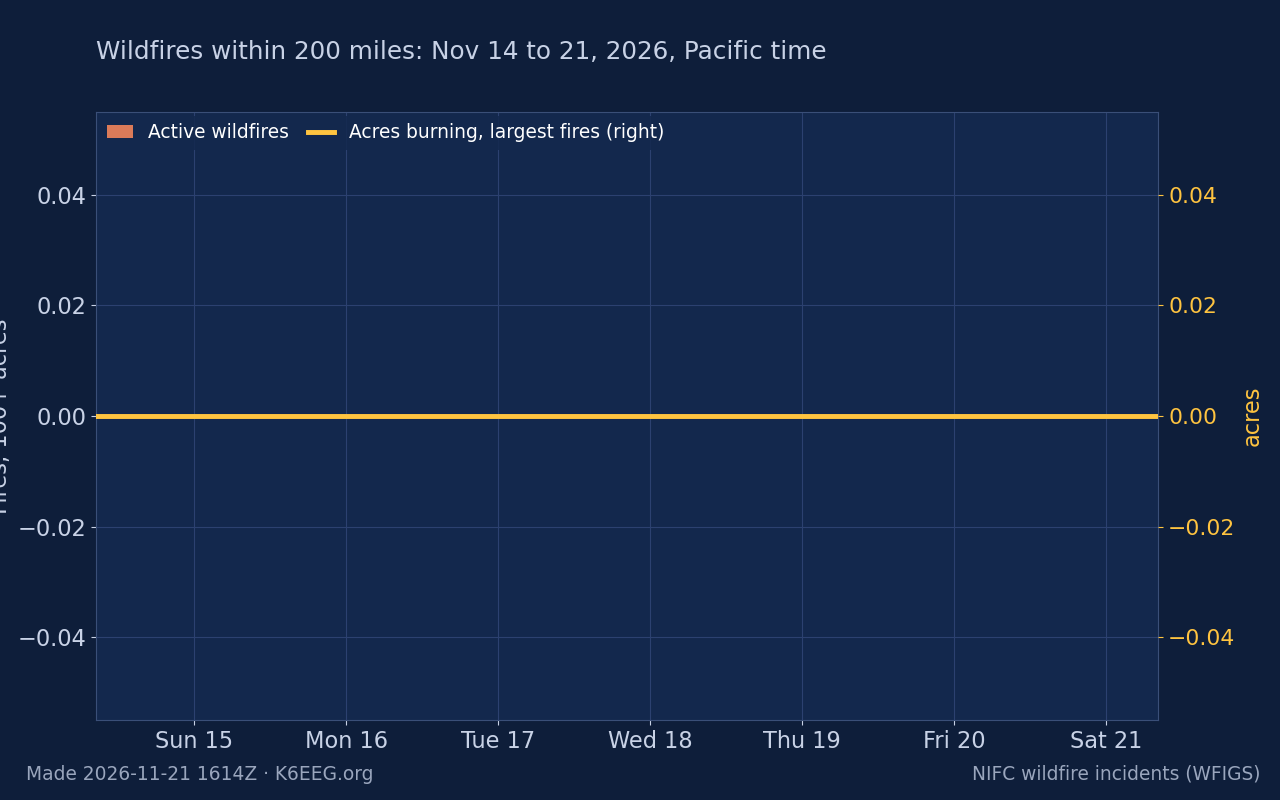 Wildfires within 200 miles: Nov 14 to 21, 2026, Pacific time
Active wildfires
Acres burning, largest fires (right)
0.04
0.02
0.00
−0.02
−0.04
acres
0.04
0.02
0.00
−0.02
−0.04
acres
Sun 15 Mon 16 Tue 17 Wed 18 Thu 19 Fri 20 Sat 21
Made 2026-11-21 1614Z · K6EEG.org
NIFC wildfire incidents (WFIGS)